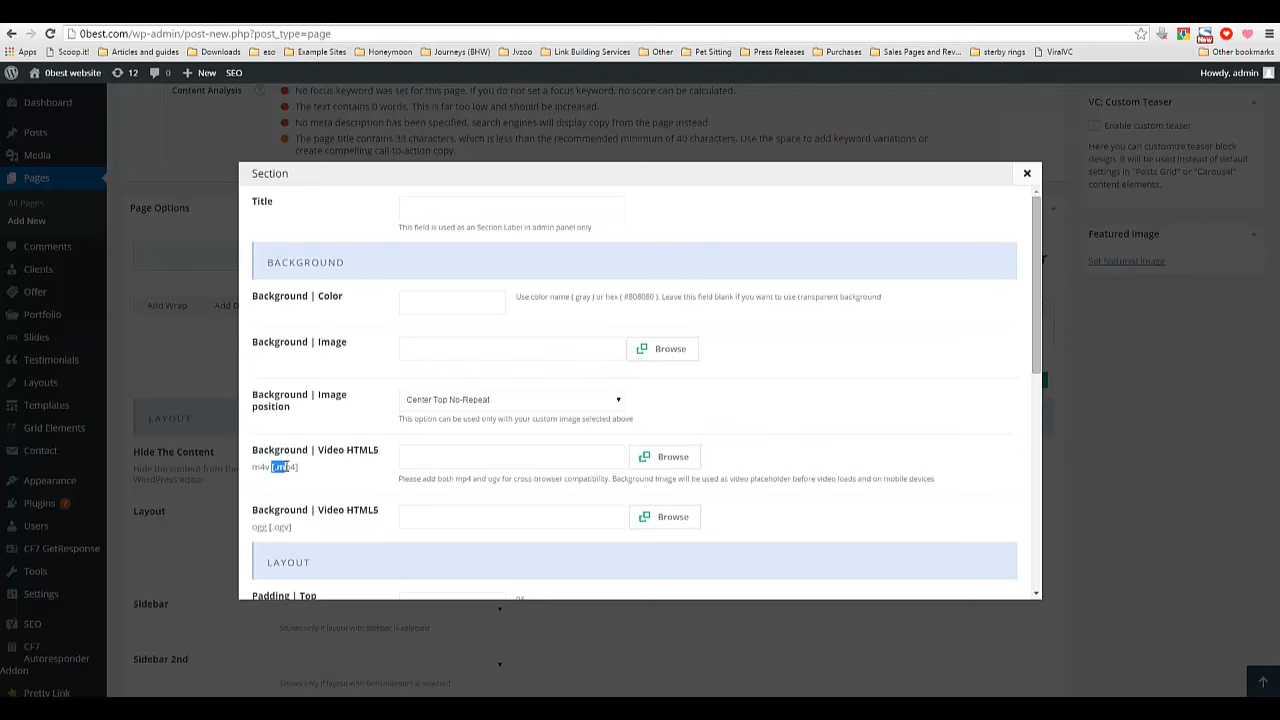 0best.com/wp-admin/post-new.php?post_type=page
Apps Scoop.it! Articles and guides Downloads eso Example Sites Honeymoon Journeys (BHW) Jvzoo Link Building Services Other Pet Sitting Press Releases Purchases Sales Pages and Rev... sterby rings ViralVC Other bookmarks
0best website 12 0 New SEO Howdy, admin
Dashboard
Posts
Media
Pages
All Pages
Add New
Comments
Clients
Offer
Portfolio
Slides
Testimonials
Layouts
Templates
Grid Elements
Contact
Appearance
Plugins 7
Users
CF7 GetResponse
Tools
Settings
SEO
CF7
Autoresponder
Addon
Pretty Link
Content Analysis
No focus keyword was set for this page. If you do not set a focus keyword, no score can be calculated.
The text contains 0 words. This is far too low and should be increased.
No meta description has been specified, search engines will display copy from the page instead
The page title contains 33 characters, which is less than the recommended minimum of 40 characters. Use the space to add keyword variations or
create compelling call-to-action copy.
Page Options
Add Wrap Add D
LAYOUT
Hide The Content
Hide the content from the
WordPress editor
Layout
Sidebar
Shows only if layout with sidebar is selected
Sidebar 2nd
Shows only if layout with both sidebars is selected
Section
Title
This field is used as an Section Label in admin panel only
BACKGROUND
Background | Color
Use color name ( gray ) or hex ( #808080 ). Leave this field blank if you want to use transparent background
Background | Image
Browse
Background | Image
position
Center Top No-Repeat
This option can be used only with your custom image selected above
Background | Video HTML5
m4v [.mp4]
Browse
Please add both mp4 and ogv for cross-browser compatibility. Background Image will be used as video placeholder before video loads and on mobile devices
Background | Video HTML5
ogg [.ogv]
Browse
LAYOUT
Padding | Top
px
VC: Custom Teaser
Enable custom teaser
Here you can customize teaser block
design. It will be used instead of default
settings in "Posts Grid" or "Carousel"
content elements.
Featured Image
Set featured image